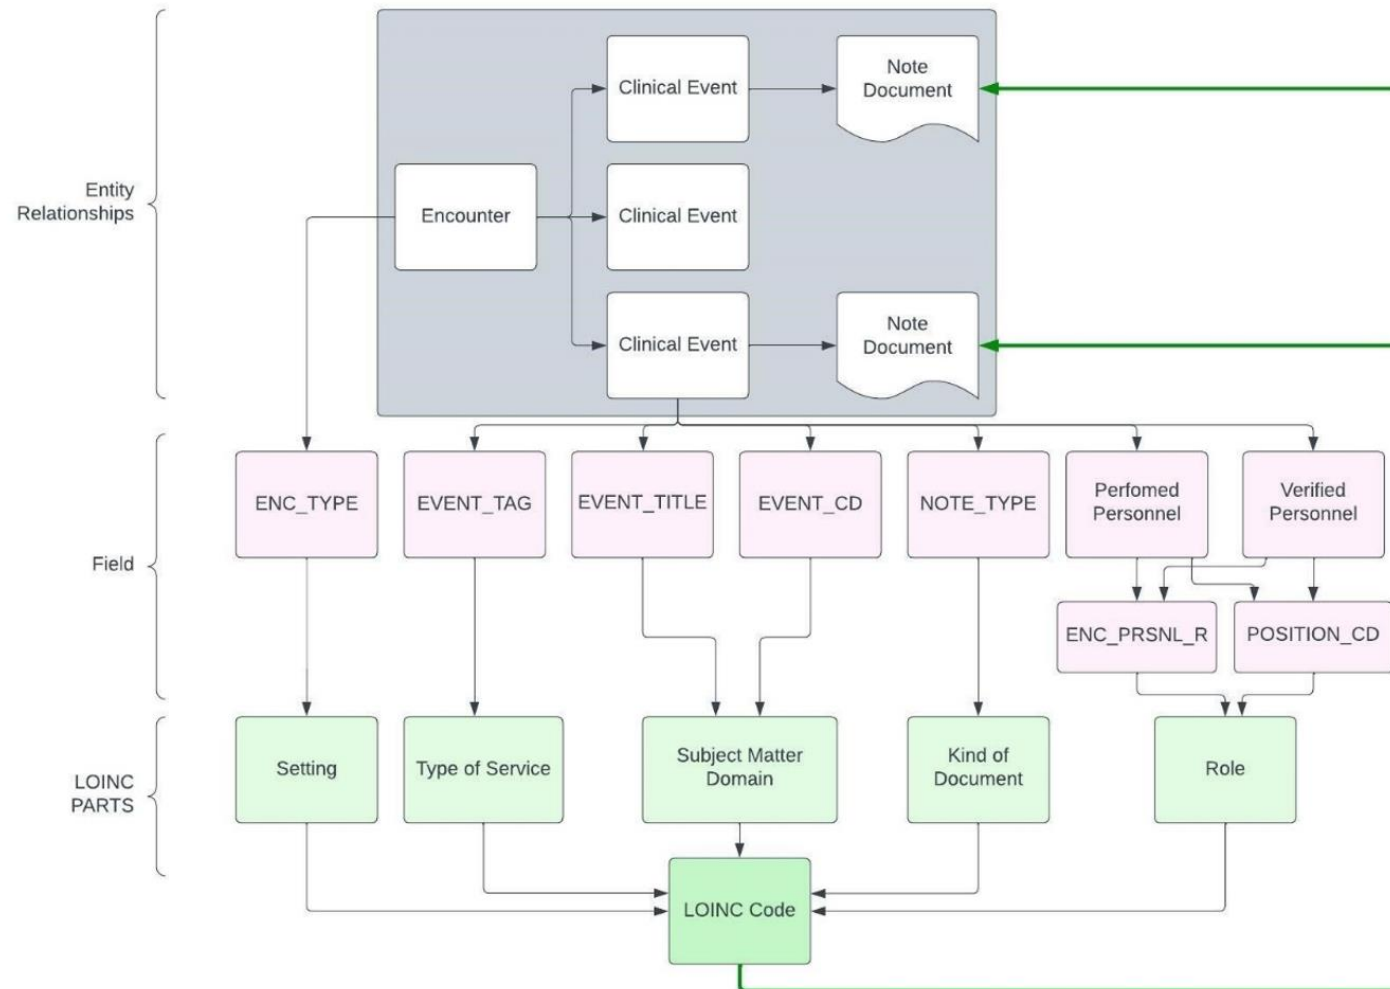 Note
Document
Clinical Event
Entity
Relationships
Encounter
Clinical Event
Clinical Event
Note
Document
Field
ENC_TYPE
EVENT_TAG
EVENT_TITLE
EVENT_CD
NOTE_TYPE
Perfomed
Personnel
Verified
Personnel
ENC_PRSNL_R
POSITION_CD
LOINC
PARTS
Setting
Type of Service
Subject Matter
Domain
Kind of
Document
Role
LOINC Code